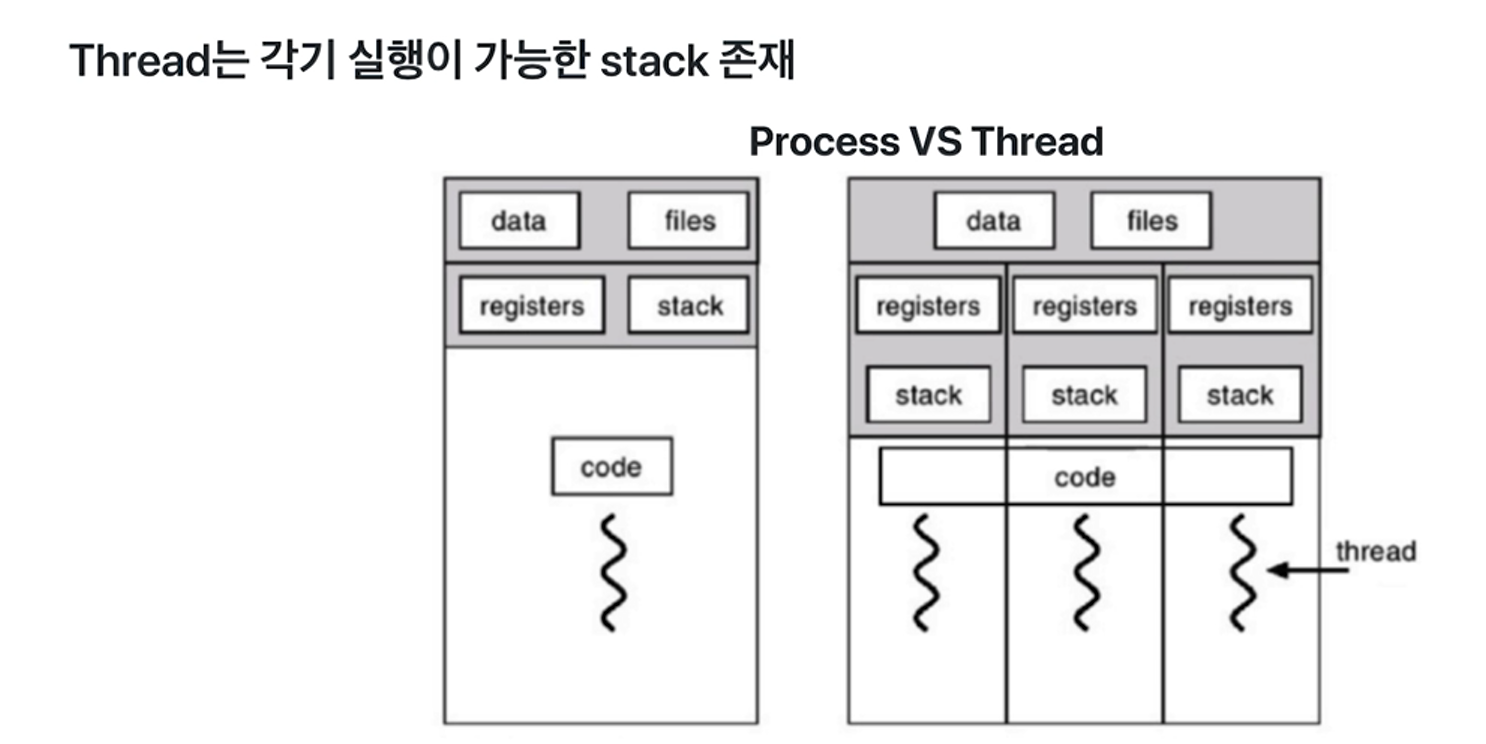 Thread는 각기 실행이 가능한 stack 존재
Process VS Thread
data files
registers stack
code
data files
registers registers registers
stack stack stack
code
thread